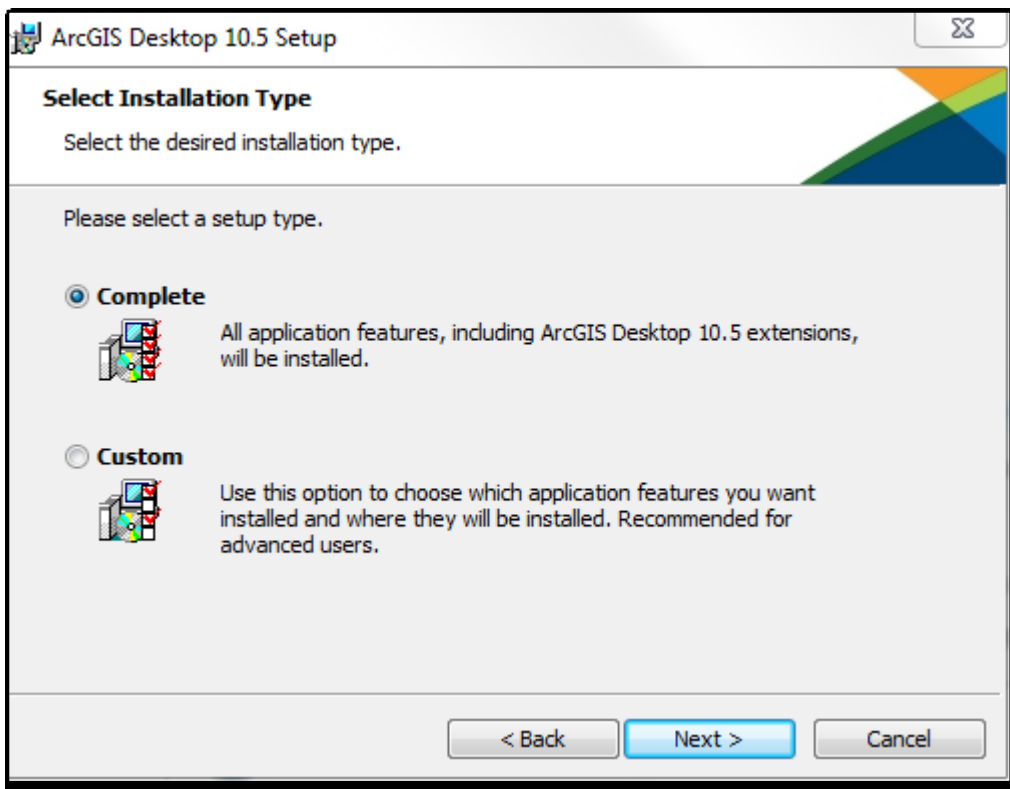 ArcGIS Desktop 10.5 Setup
Select Installation Type
Select the desired installation type.
Please select a setup type.
Complete
All application features, including ArcGIS Desktop 10.5 extensions,
will be installed.
Custom
Use this option to choose which application features you want
installed and where they will be installed. Recommended for
advanced users.
< Back
Next >
Cancel